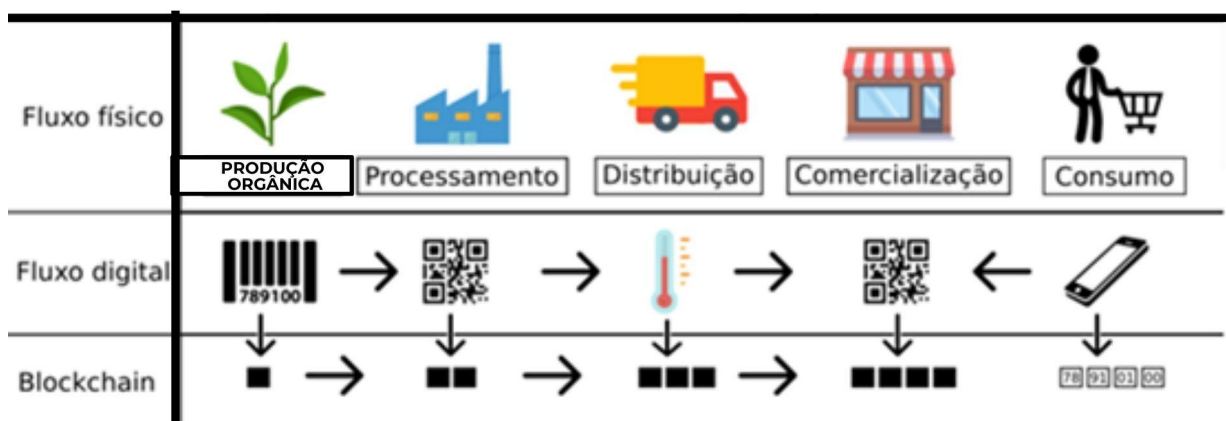 Fluxo físico
PRODUÇÃO
ORGÂNICA
Processamento
Distribuição
Comercialização
Consumo
Fluxo digital
789100
Blockchain
78 91 01 00